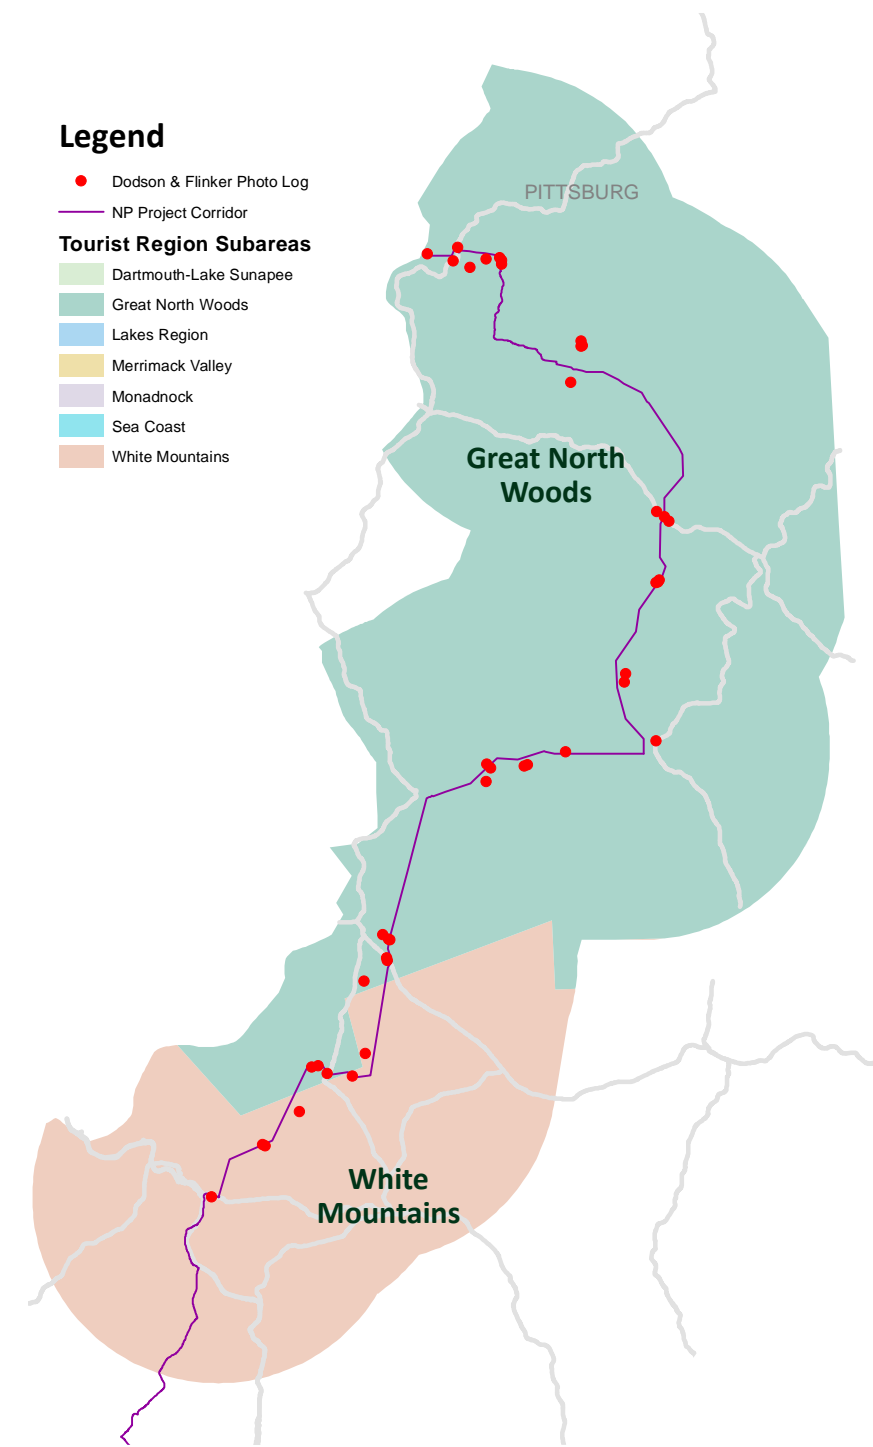 Legend
Dodson & Flinker Photo Log
NP Project Corridor
Tourist Region Subareas
Dartmouth-Lake Sunapee
Great North Woods
Lakes Region
Merrimack Valley
Monadnock
Sea Coast
White Mountains
PITTSBURG
Great North
Woods
White
Mountains